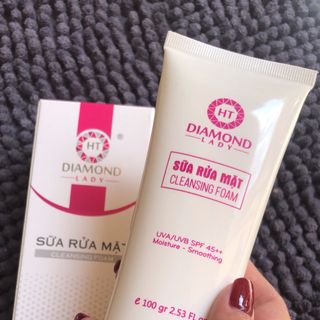 HT
®
DIAMOND
LADY
SỮA RỬA MẶT
CLEANSING FOAM
HT
DIAMOND
LADY
SỮA RỬA MẶT
CLEANSING FOAM
UVA/UVB SPF 45++
Moisture - Smoothing
e 100 gr 2.53 Fl.